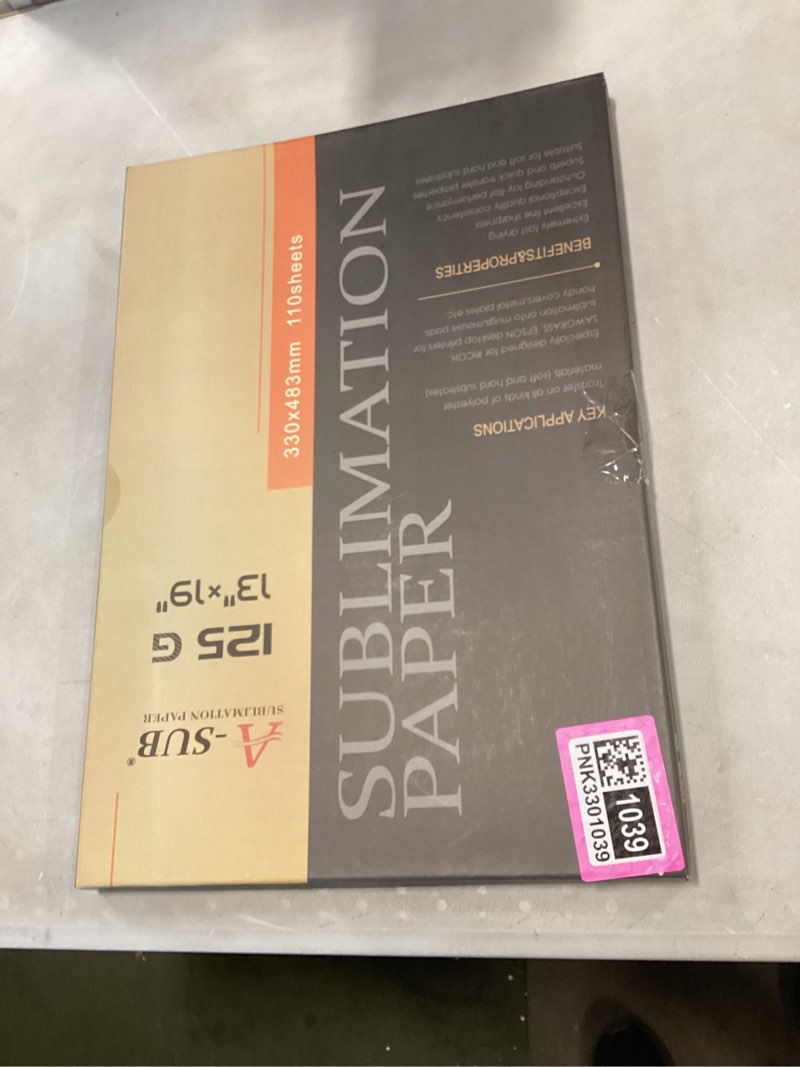 A-SUB®
SUBLIMATION PAPER
125 G
13"×19"
330x483mm 110sheets
SUBLIMATION
PAPER
KEY APPLICATIONS
Transfer on all kinds of polyester
materials (soft and hard substrates)
Especially designed for RICOH,
SAWGRASS, EPSON desktop printers for
sublimation onto mugs,mouse pads,
handy covers,metal plates etc.
BENEFITS&PROPERTIES
Extremely fast drying
Excellent line sharpness
Exceptional quality consistency
Outstanding lay-flat performance
Superb and quick transfer properties
Suitable for soft and hard substrates
1039
PNK3301039